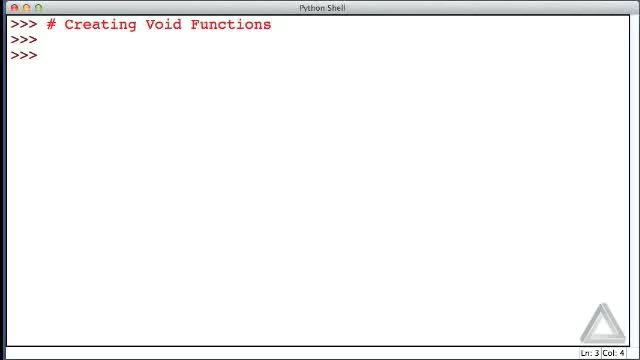 Python Shell
>>> # Creating Void Functions
>>>
>>>
Ln: 3 Col: 4